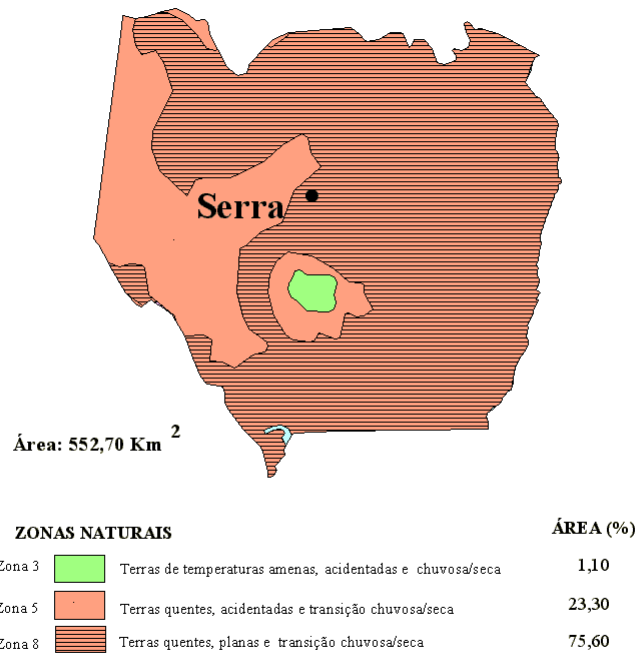 Serra
Área: 552,70 Km 2
ZONAS NATURAIS ÁREA (%)
Zona 3 Terras de temperaturas amenas, acidentadas e chuvosa/seca 1,10
Zona 5 Terras quentes, acidentadas e transição chuvosa/seca 23,30
Zona 8 Terras quentes, planas e transição chuvosa/seca 75,60